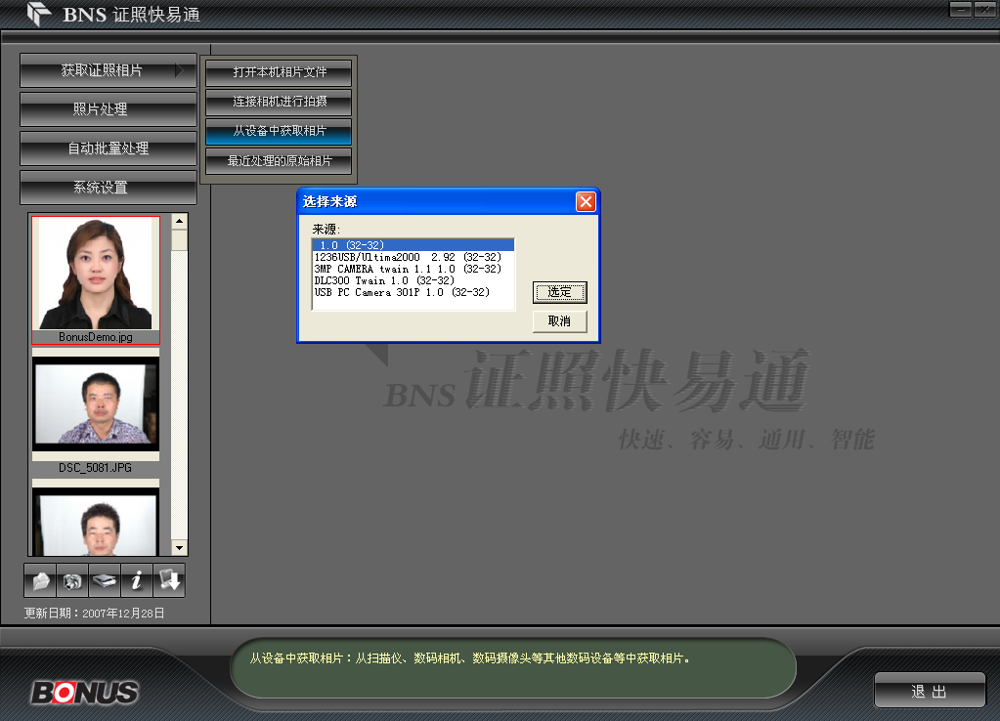 BNS 证照快易通
获取证照相片
照片处理
自动批量处理
系统设置
打开本机相片文件
连接相机进行拍摄
从设备中获取相片
最近处理的原始相片
选择来源
来源:
1.0 (32-32)
1236USB/Ultima2000 2.92 (32-32)
3MP CAMERA twain 1.1 1.0 (32-32)
DLC300 Twain 1.0 (32-32)
USB PC Camera 301P 1.0 (32-32)
选定
取消
BonusDemo.jpg
DSC_5081.JPG
BNS 证照快易通
快速、容易、通用、智能
更新日期：2007年12月28日
从设备中获取相片：从扫描仪、数码相机、数码摄像头等其他数码设备等中获取相片。
BONUS
退 出